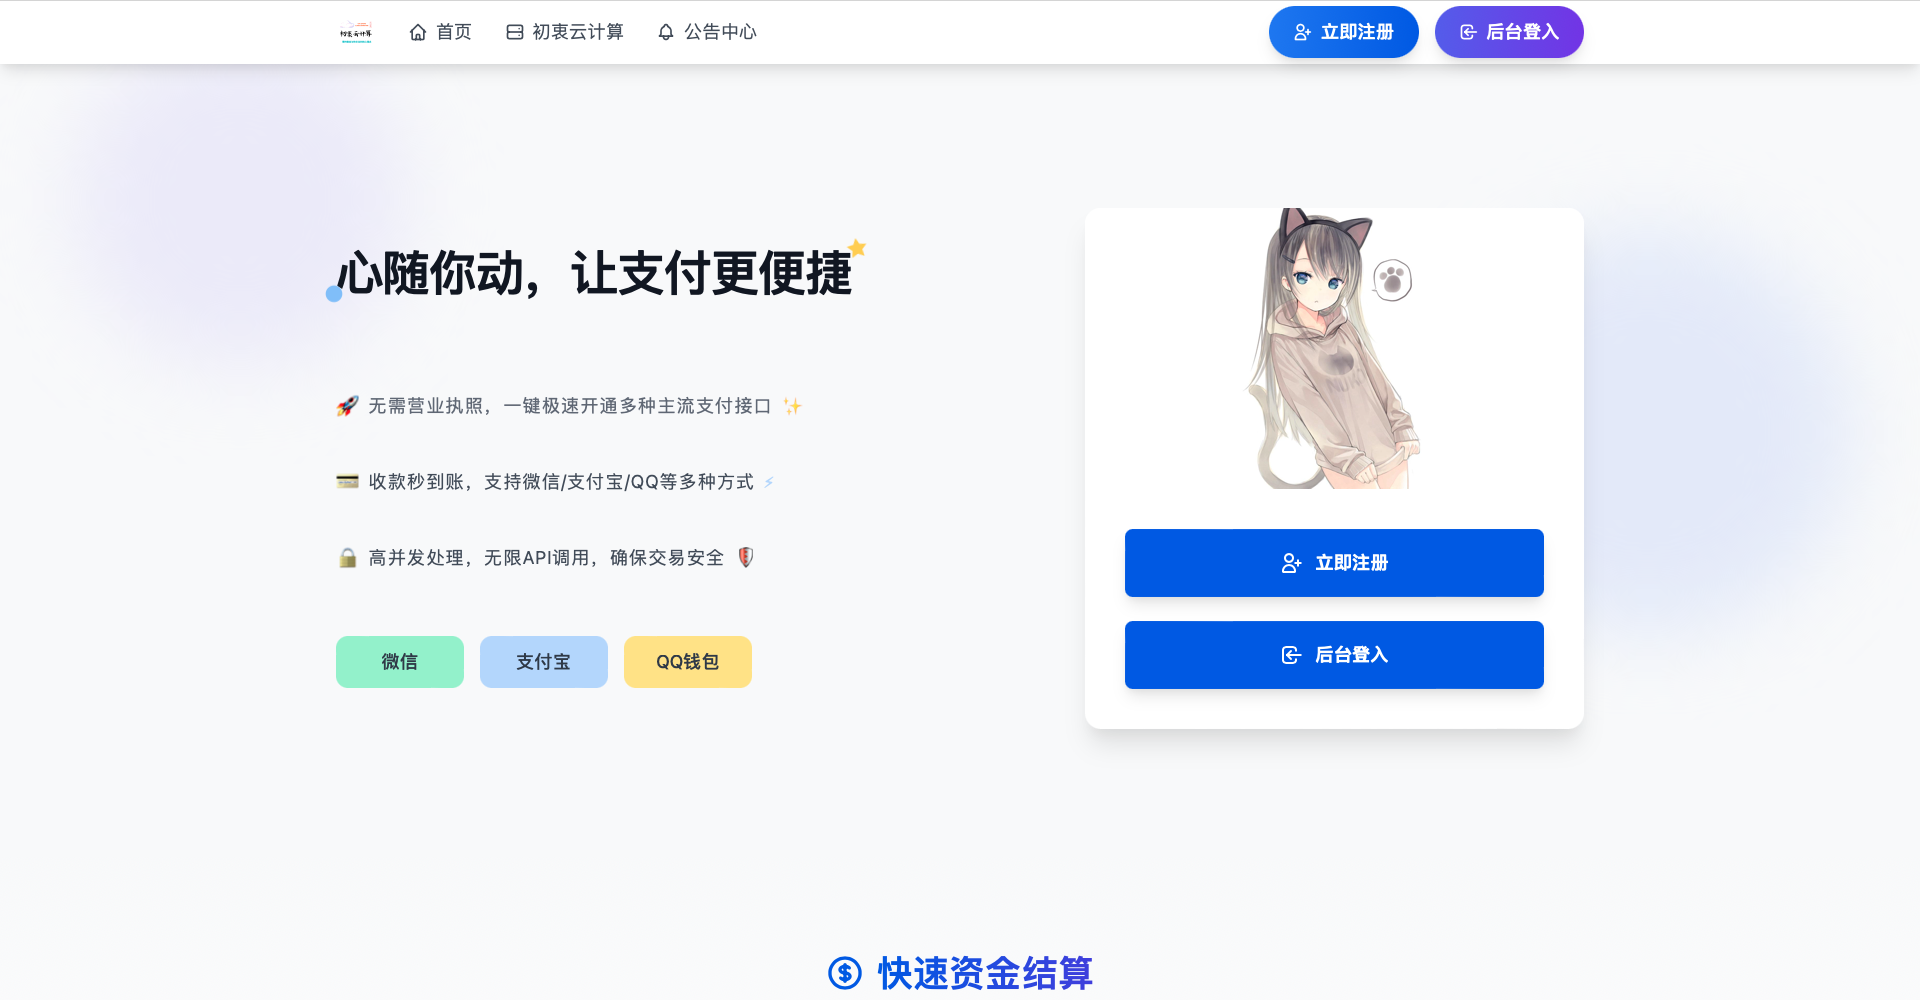 初衷云计算
首页
初衷云计算
公告中心
立即注册
后台登入
心随你动，让支付更便捷
无需营业执照，一键极速开通多种主流支付接口
收款秒到账，支持微信/支付宝/QQ等多种方式
高并发处理，无限API调用，确保交易安全
微信
支付宝
QQ钱包
立即注册
后台登入
快速资金结算